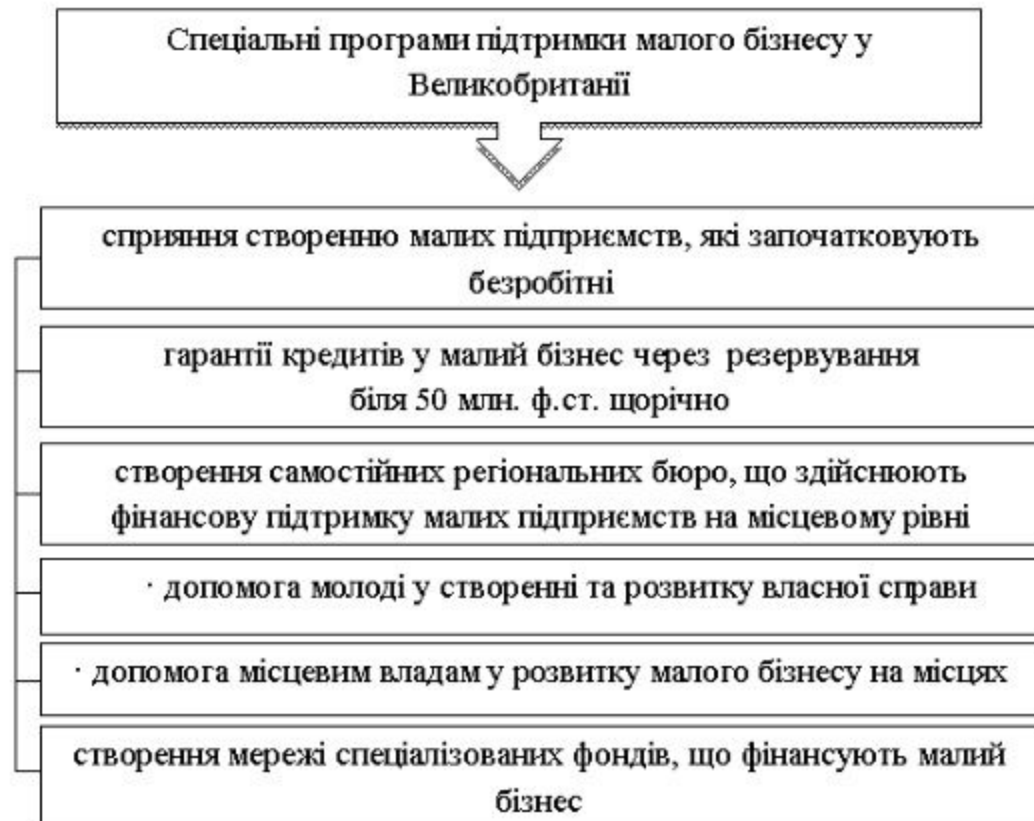 Спеціальні програми підтримки малого бізнесу у
Великобританії
сприяння створенню малих підприємств, які започатковують
безробітні
гарантії кредитів у малий бізнес через резервування
біля 50 млн. ф.ст. щорічно
створення самостійних регіональних бюро, що здійснюють
фінансову підтримку малих підприємств на місцевому рівні
· допомога молоді у створенні та розвитку власної справи
· допомога місцевим владам у розвитку малого бізнесу на місцях
створення мережі спеціалізованих фондів, що фінансують малий
бізнес